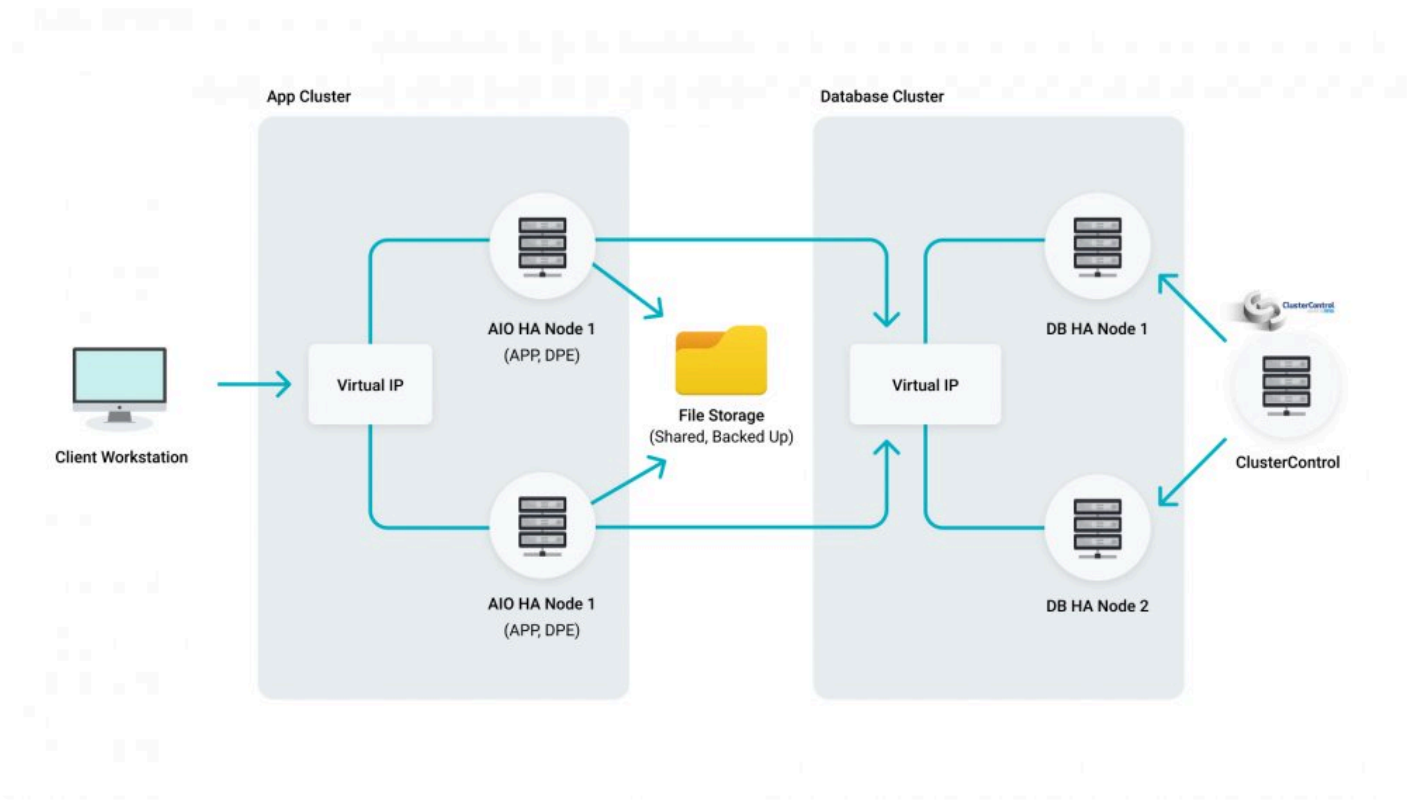 App Cluster
Database Cluster
AIO HA Node 1
(APP, DPE)
DB HA Node 1
ClusterControl
Virtual IP
Virtual IP
File Storage
(Shared, Backed Up)
Client Workstation
ClusterControl
AIO HA Node 1
(APP, DPE)
DB HA Node 2